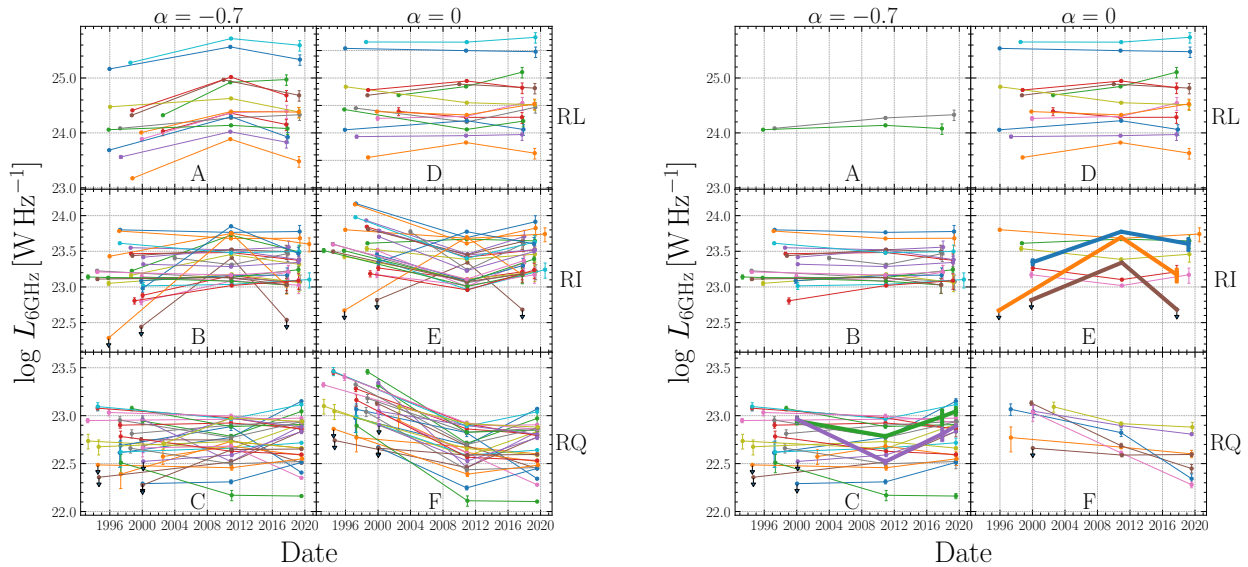 α = −0.7 α = 0 α = −0.7 α = 0
25.0 25.0
24.0 RL 24.0 RL
A D A D
23.0 23.0
24.0 24.0
23.5 23.5
23.0 RI 23.0 RI
22.5 22.5
B E B E
log L6GHz [W Hz−1] log L6GHz [W Hz−1]
23.5 23.5
23.0 23.0
RQ RQ
22.5 22.5
C F C F
22.0 22.0
1996 2000 2004 2008 2012 2016 2020 1996 2000 2004 2008 2012 2016 2020 1996 2000 2004 2008 2012 2016 2020 1996 2000 2004 2008 2012 2016 2020
Date Date